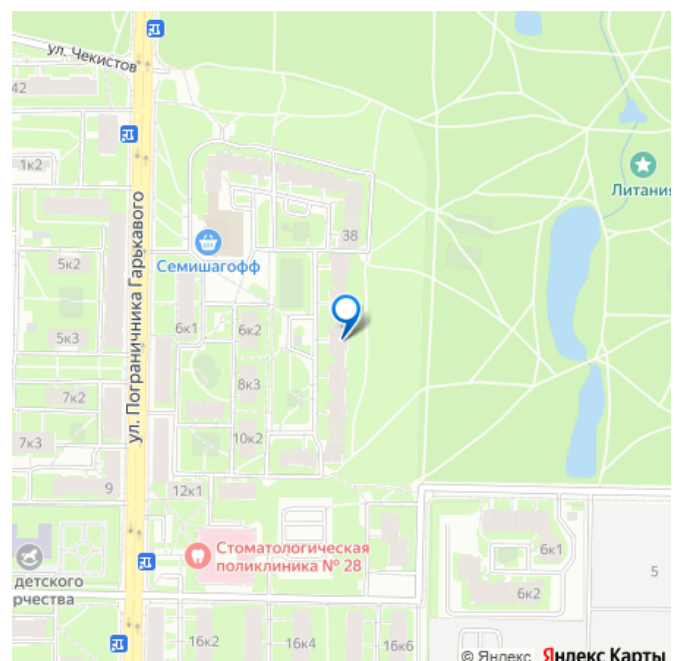 ул. Чекистов
42
1к2
ул. Пограничника Гарькавого
38
Литания
Семишагофф
5к2
6к1
6к2
5к3
8к3
7к2
7к3
10к2
9
12к1
Стоматологическая
поликлиника № 28
детского
рчества
6к1
5
6к2
16к2
16к4
16к6
© Яндекс Яндекс Карты